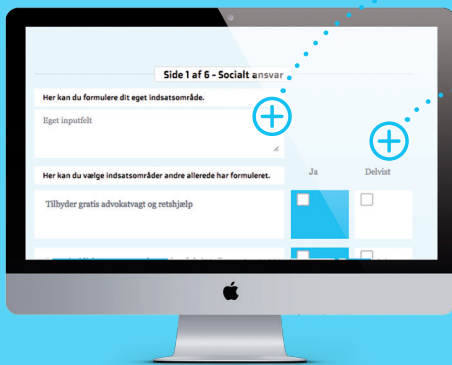 Side 1 af 6 - Socialt ansvar
Her kan du formulere dit eget indsatsområde.
Eget inputfelt
Her kan du vælge indsatsområder andre allerede har formuleret.
Ja
Delvist
Tilbyder gratis advokatvagt og retshjælp